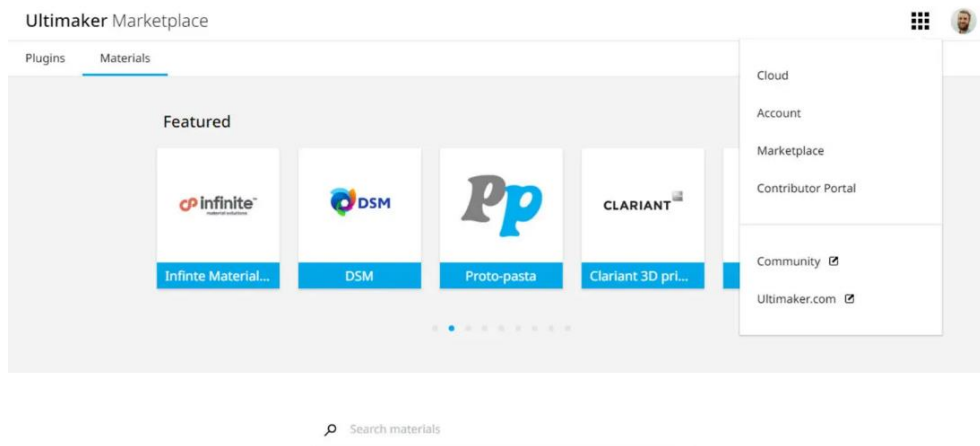 Ultimaker Marketplace
Plugins Materials
Cloud
Account
Marketplace
Contributor Portal
Community
Ultimaker.com
Featured
infinite™
material solutions
DSM
Pp
CLARIANT
Infinte Material...
DSM
Proto-pasta
Clariant 3D pri...
Search materials